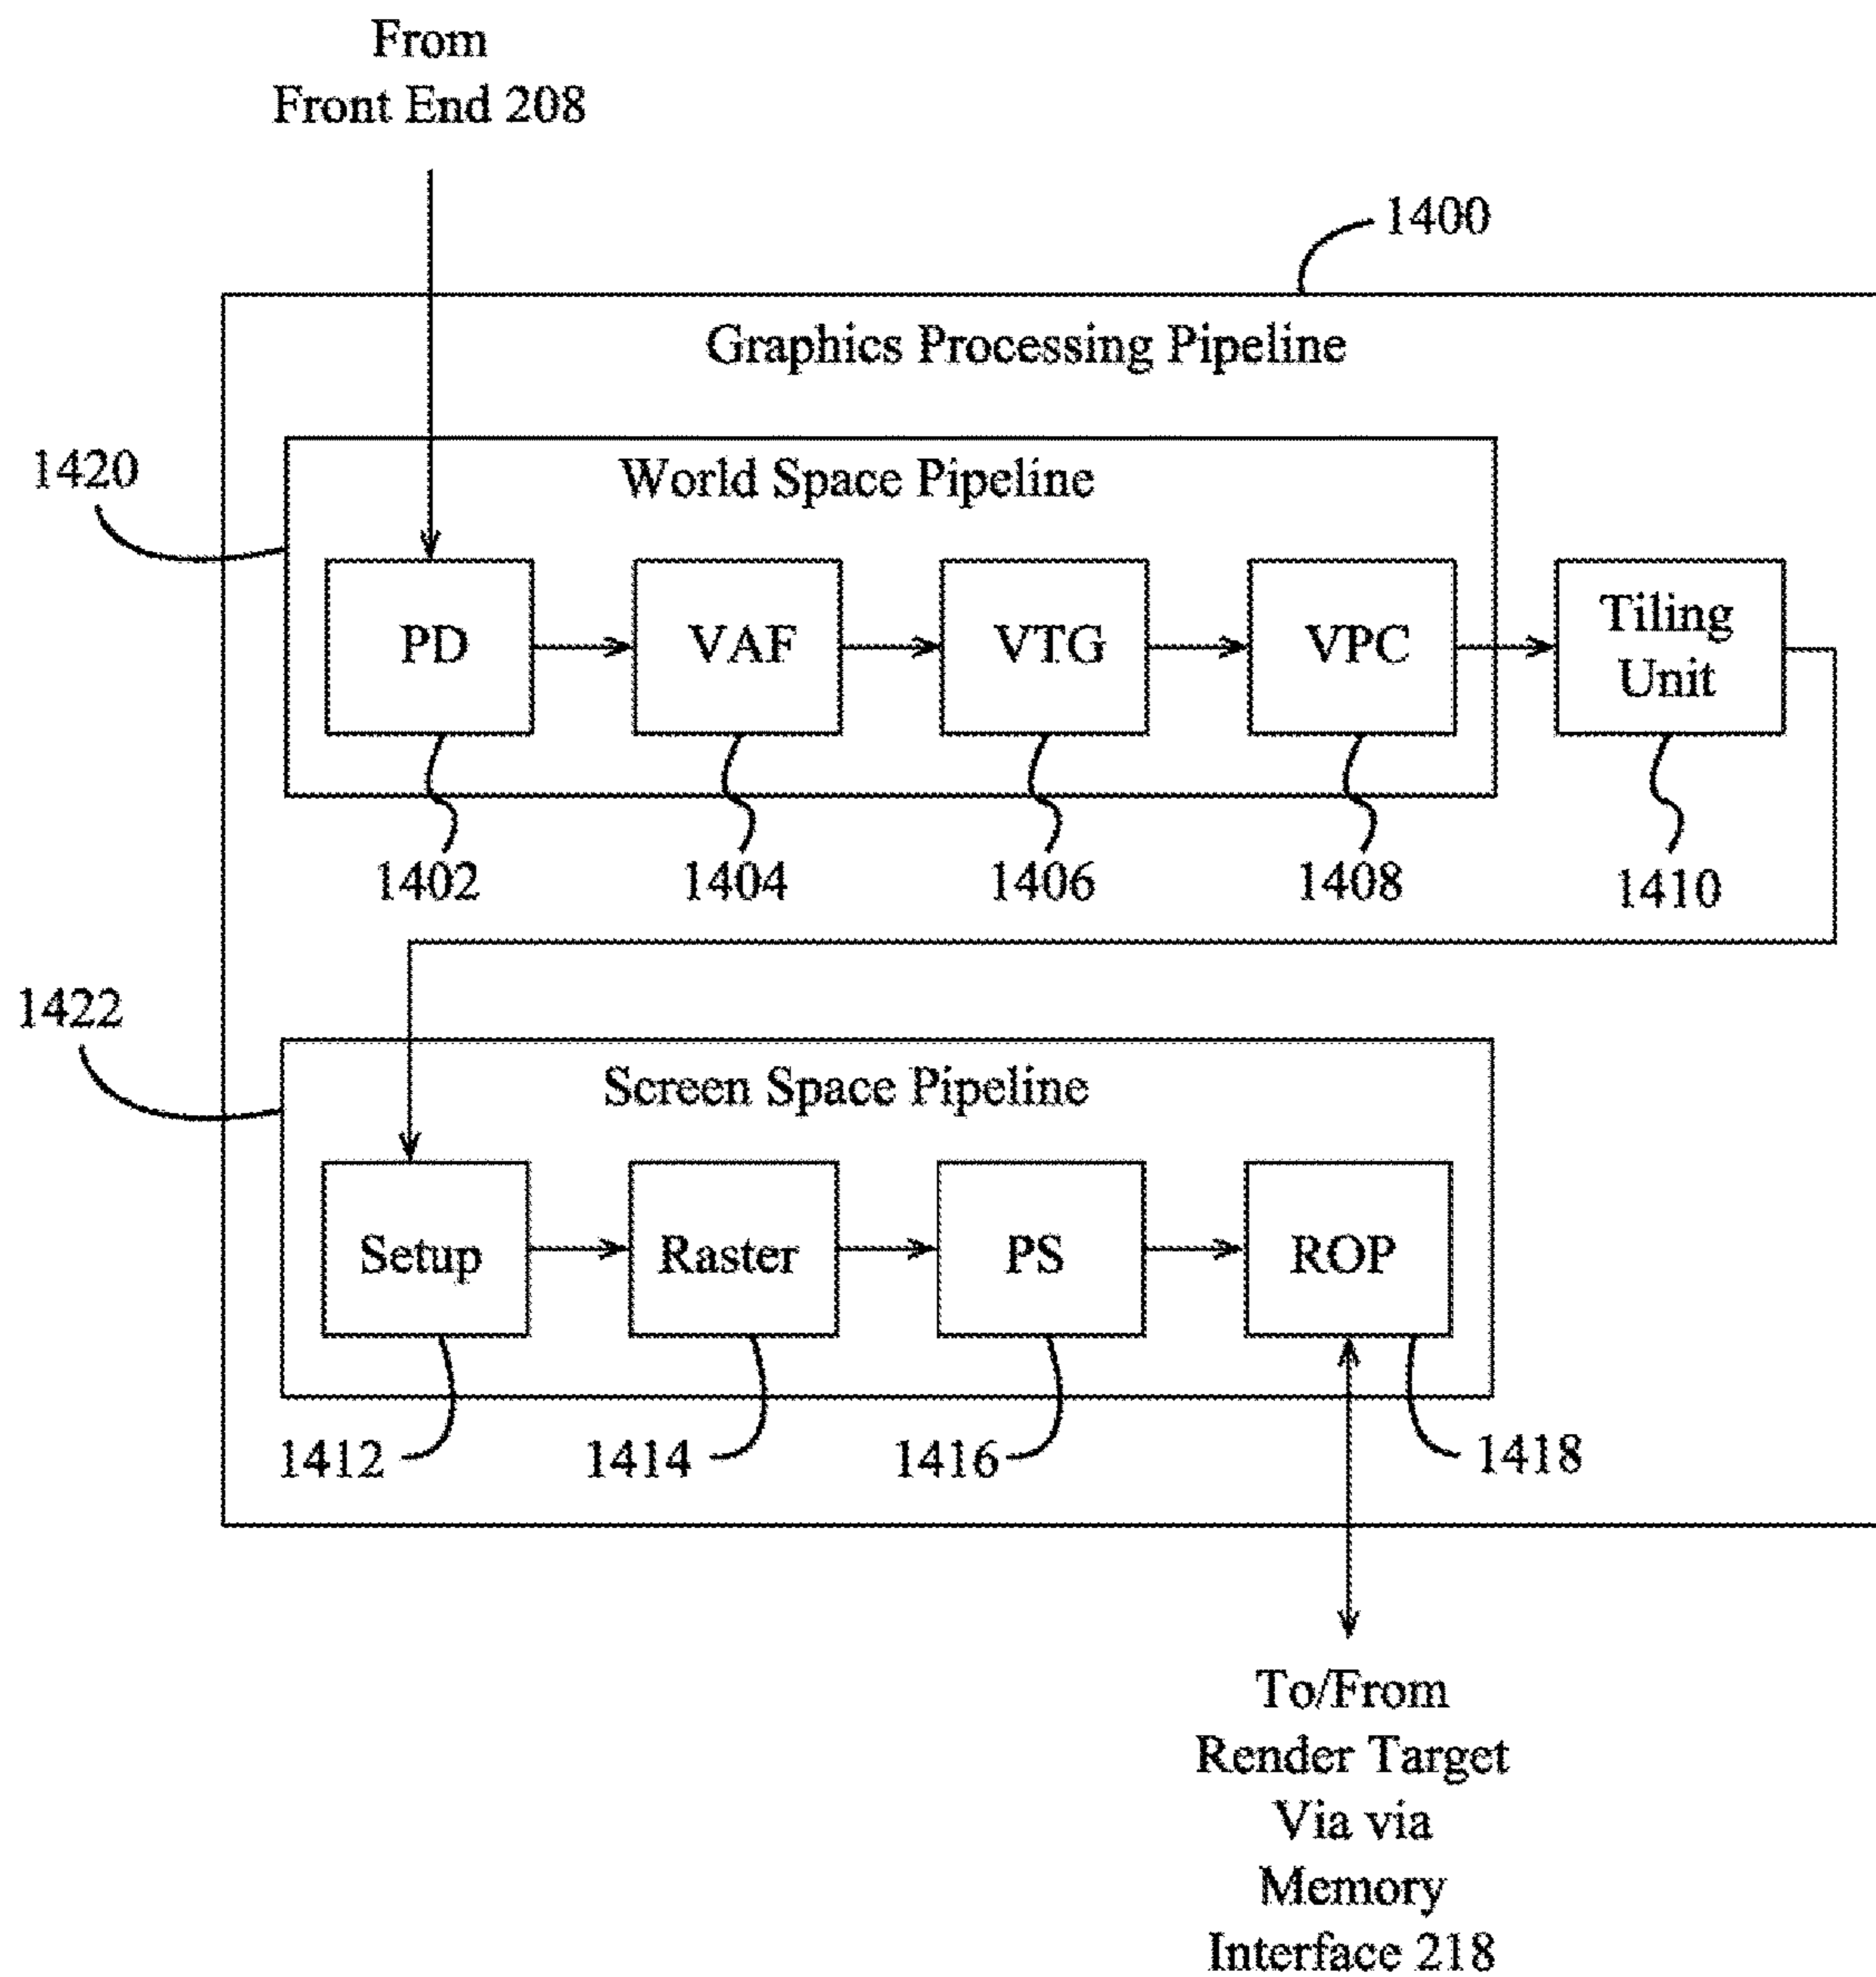 From
Front End 208
1400
Graphics Processing Pipeline
1420
World Space Pipeline
PD
VAF
VTG
VPC
Tiling
Unit
1402
1404
1406
1408
1410
1422
Screen Space Pipeline
Setup
Raster
PS
ROP
1412
1414
1416
1418
To/From
Render Target
Via via
Memory
Interface 218